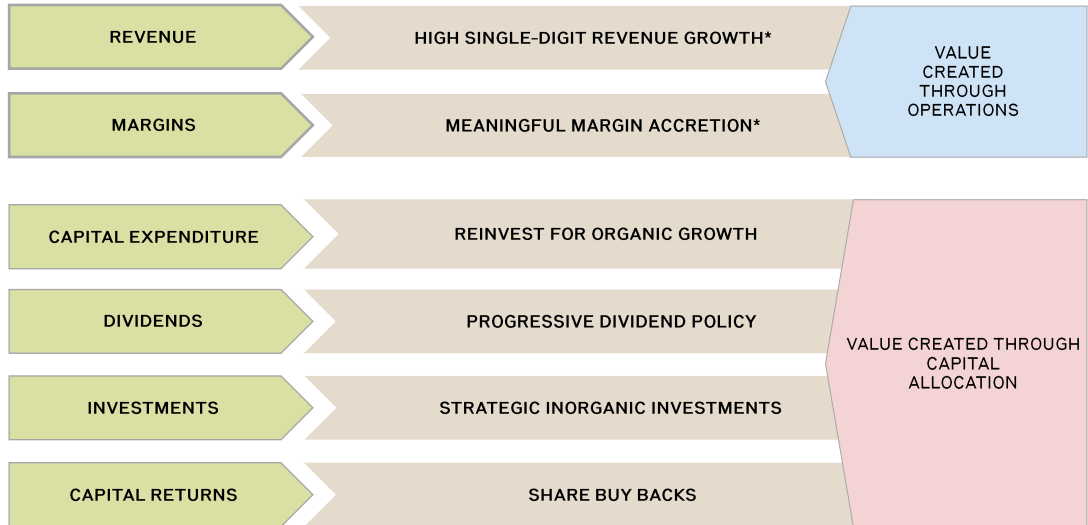 REVENUE
HIGH SINGLE-DIGIT REVENUE GROWTH*
MARGINS
MEANINGFUL MARGIN ACCRETION*
VALUE
CREATED
THROUGH
OPERATIONS
CAPITAL EXPENDITURE
REINVEST FOR ORGANIC GROWTH
DIVIDENDS
PROGRESSIVE DIVIDEND POLICY
INVESTMENTS
STRATEGIC INORGANIC INVESTMENTS
CAPITAL RETURNS
SHARE BUY BACKS
VALUE CREATED THROUGH
CAPITAL
ALLOCATION